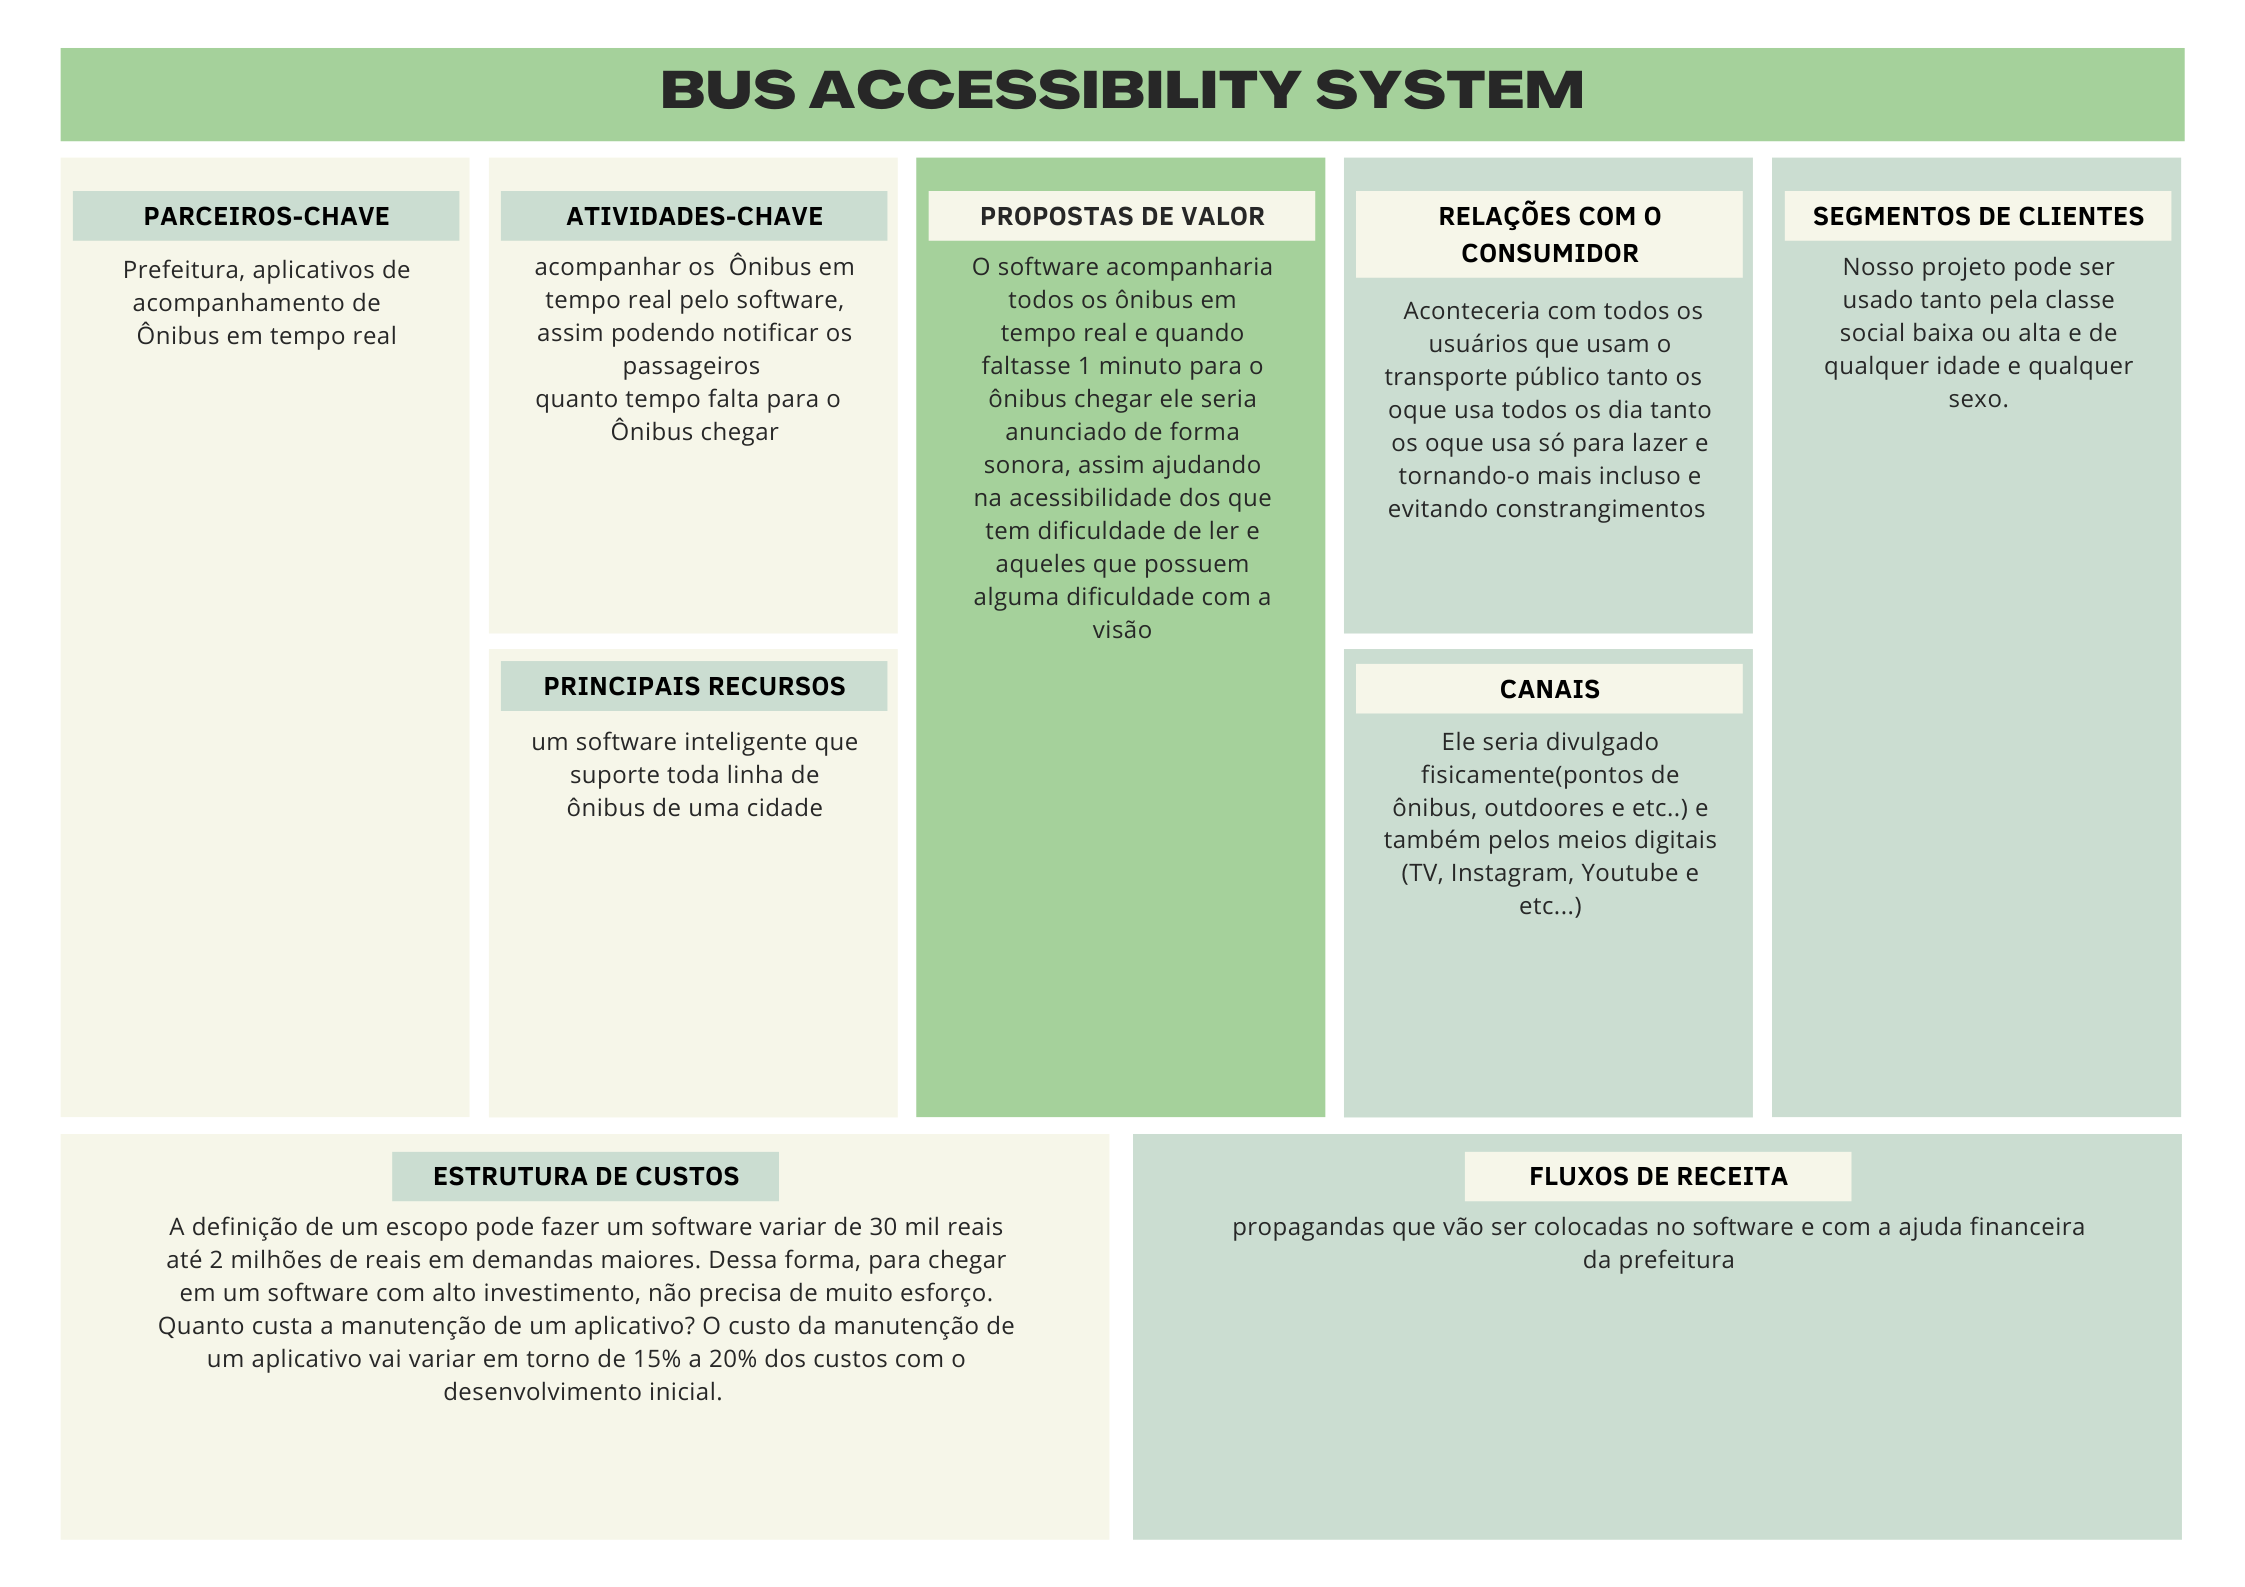 BUS ACCESSIBILITY SYSTEM
PARCEIROS-CHAVE
Prefeitura, aplicativos de
acompanhamento de
Ônibus em tempo real
ATIVIDADES-CHAVE
acompanhar os Ônibus em
tempo real pelo software,
assim podendo notificar os
passageiros
quanto tempo falta para o
Ônibus chegar
PRINCIPAIS RECURSOS
um software inteligente que
suporte toda linha de
ônibus de uma cidade
PROPOSTAS DE VALOR
O software acompanharia
todos os ônibus em
tempo real e quando
faltasse 1 minuto para o
ônibus chegar ele seria
anunciado de forma
sonora, assim ajudando
na acessibilidade dos que
tem dificuldade de ler e
aqueles que possuem
alguma dificuldade com a
visão
RELAÇÕES COM O
CONSUMIDOR
Aconteceria com todos os
usuários que usam o
transporte público tanto os
oque usa todos os dia tanto
os oque usa só para lazer e
tornando-o mais incluso e
evitando constrangimentos
CANAIS
Ele seria divulgado
fisicamente(pontos de
ônibus, outdoores e etc..) e
também pelos meios digitais
(TV, Instagram, Youtube e
etc...)
SEGMENTOS DE CLIENTES
Nosso projeto pode ser
usado tanto pela classe
social baixa ou alta e de
qualquer idade e qualquer
sexo.
ESTRUTURA DE CUSTOS
A definição de um escopo pode fazer um software variar de 30 mil reais
até 2 milhões de reais em demandas maiores. Dessa forma, para chegar
em um software com alto investimento, não precisa de muito esforço.
Quanto custa a manutenção de um aplicativo? O custo da manutenção de
um aplicativo vai variar em torno de 15% a 20% dos custos com o
desenvolvimento inicial.
FLUXOS DE RECEITA
propagandas que vão ser colocadas no software e com a ajuda financeira
da prefeitura